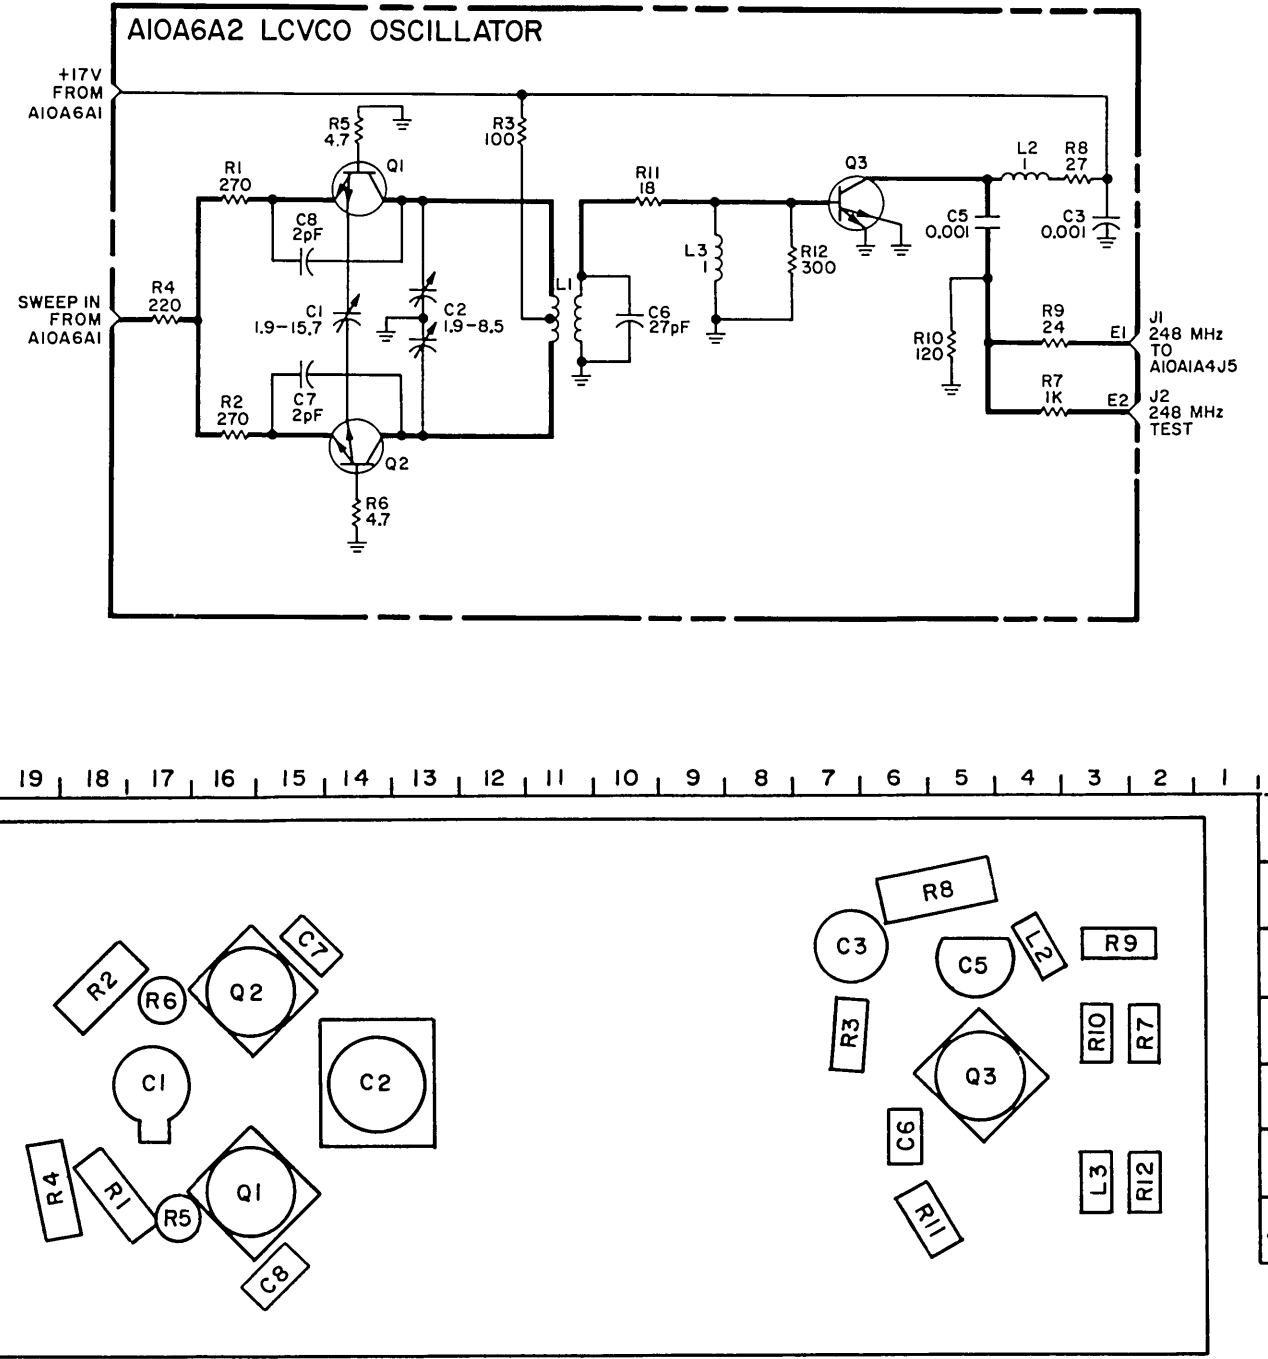 A10A6A2 LCVCO OSCILLATOR
+17V
FROM
A10A6A1
R5
4.7
Q1
R3
100
R1
270
C8
2pF
R11
18
Q3
L2
1
R8
27
C5
0.001
C3
0.001
L3
1
R12
300
SWEEP IN
FROM
A10A6A1
R4
220
C1
1.9-15.7
C2
1.9-8.5
L1
C6
27pF
R10
120
R9
24
E1
J1
248 MHz
TO
A10A1A4J5
R7
1K
E2
J2
248 MHz
TEST
R2
270
C7
2pF
Q2
R6
4.7
19 18 17 16 15 14 13 12 11 10 9 8 7 6 5 4 3 2 1
R8
C7
C3
C5
L2
R9
R2
R6
Q2
R3
R10
R7
C1
C2
Q3
C6
R4
R1
R5
Q1
L3
R12
R11
C8